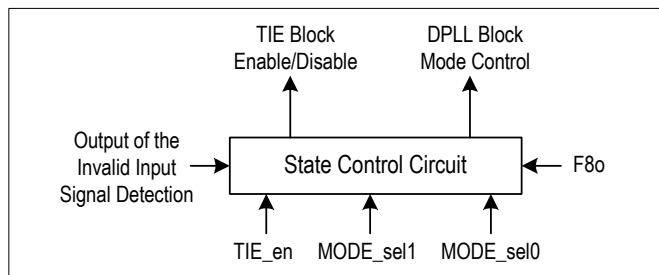 TIE Block
Enable/Disable
DPLL Block
Mode Control
Output of the
Invalid Input
Signal Detection
State Control Circuit
F8o
TIE_en
MODE_sel1
MODE_sel0